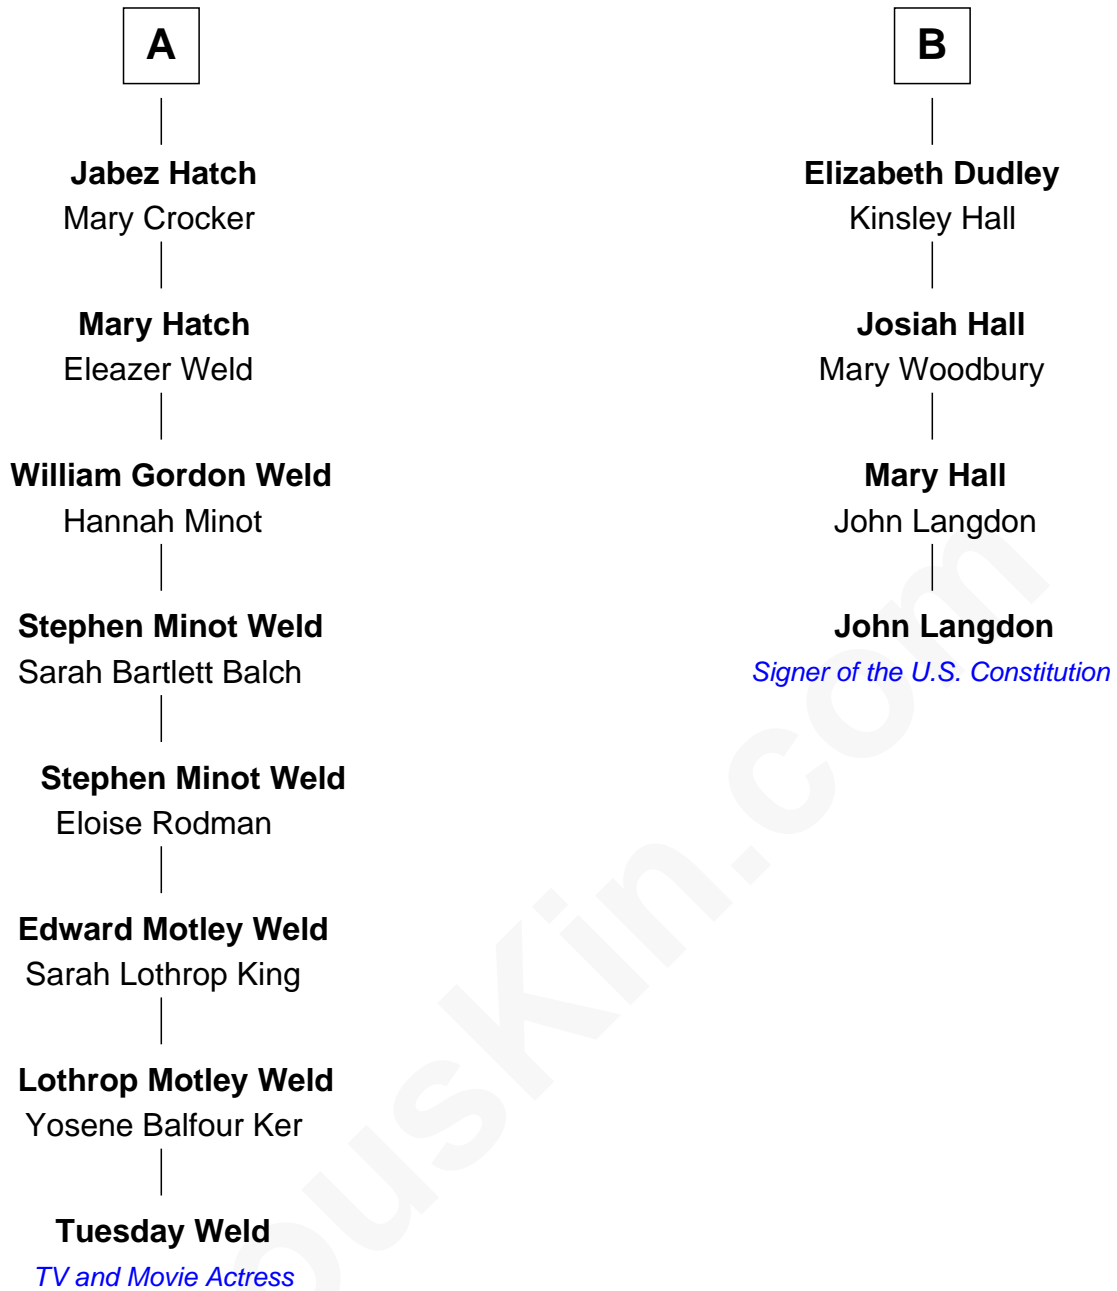 A
Jabez Hatch
Mary Crocker
Mary Hatch
Eleazer Weld
William Gordon Weld
Hannah Minot
Stephen Minot Weld
Sarah Bartlett Balch
Stephen Minot Weld
Eloise Rodman
Edward Motley Weld
Sarah Lothrop King
Lothrop Motley Weld
Yosene Balfour Ker
Tuesday Weld
TV and Movie Actress
B
Elizabeth Dudley
Kinsley Hall
Josiah Hall
Mary Woodbury
Mary Hall
John Langdon
John Langdon
Signer of the U.S. Constitution
ousKin.com